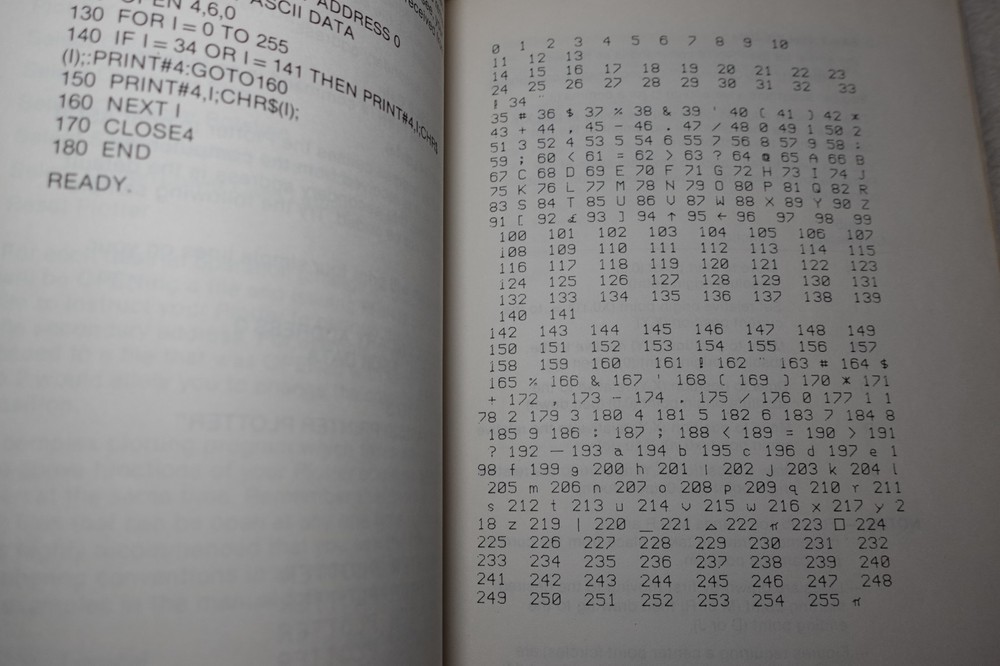 OPEN 4,6,0
ASCII DATA
ADDRESS 0
130 FOR I = 0 TO 255
140 IF I = 34 OR I = 141 THEN PRINT#4,I;CHR$
(I);:PRINT#4:GOTO160
150 PRINT#4,I;CHR$(I);
160 NEXT I
170 CLOSE4
180 END
READY.
0 1 2 3 4 5 6 7 8 9 10
11 12 13
14 15 16 17 18 19 20 21 22 23
24 25 26 27 28 29 30 31 32 33
! 34 "
35 # 36 $ 37 % 38 & 39 ' 40 ( 41 ) 42 *
43 + 44 , 45 - 46 . 47 / 48 0 49 1 50 2
51 3 52 4 53 5 54 6 55 7 56 8 57 9 58 :
59 ; 60 < 61 = 62 > 63 ? 64 @ 65 A 66 B
67 C 68 D 69 E 70 F 71 G 72 H 73 I 74 J
75 K 76 L 77 M 78 N 79 O 80 P 81 Q 82 R
83 S 84 T 85 U 86 V 87 W 88 X 89 Y 90 Z
91 [ 92 £ 93 ] 94 ↑ 95 ← 96 97 98 99
100 101 102 103 104 105 106 107
108 109 110 111 112 113 114 115
116 117 118 119 120 121 122 123
124 125 126 127 128 129 130 131
132 133 134 135 136 137 138 139
140 141
142 143 144 145 146 147 148 149
150 151 152 153 154 155 156 157
158 159 160 161 ! 162 " 163 # 164 $
165 % 166 & 167 ' 168 ( 169 ) 170 * 171
+ 172 , 173 - 174 . 175 / 176 0 177 1 1
78 2 179 3 180 4 181 5 182 6 183 7 184 8
185 9 186 : 187 ; 188 < 189 = 190 > 191
? 192 — 193 a 194 b 195 c 196 d 197 e 1
98 f 199 g 200 h 201 i 202 j 203 k 204 l
205 m 206 n 207 o 208 p 209 q 210 r 211
s 212 t 213 u 214 v 215 w 216 x 217 y 2
18 z 219 | 220 _ 221 △ 222 π 223 □ 224
225 226 227 228 229 230 231 232
233 234 235 236 237 238 239 240
241 242 243 244 245 246 247 248
249 250 251 252 253 254 255 π